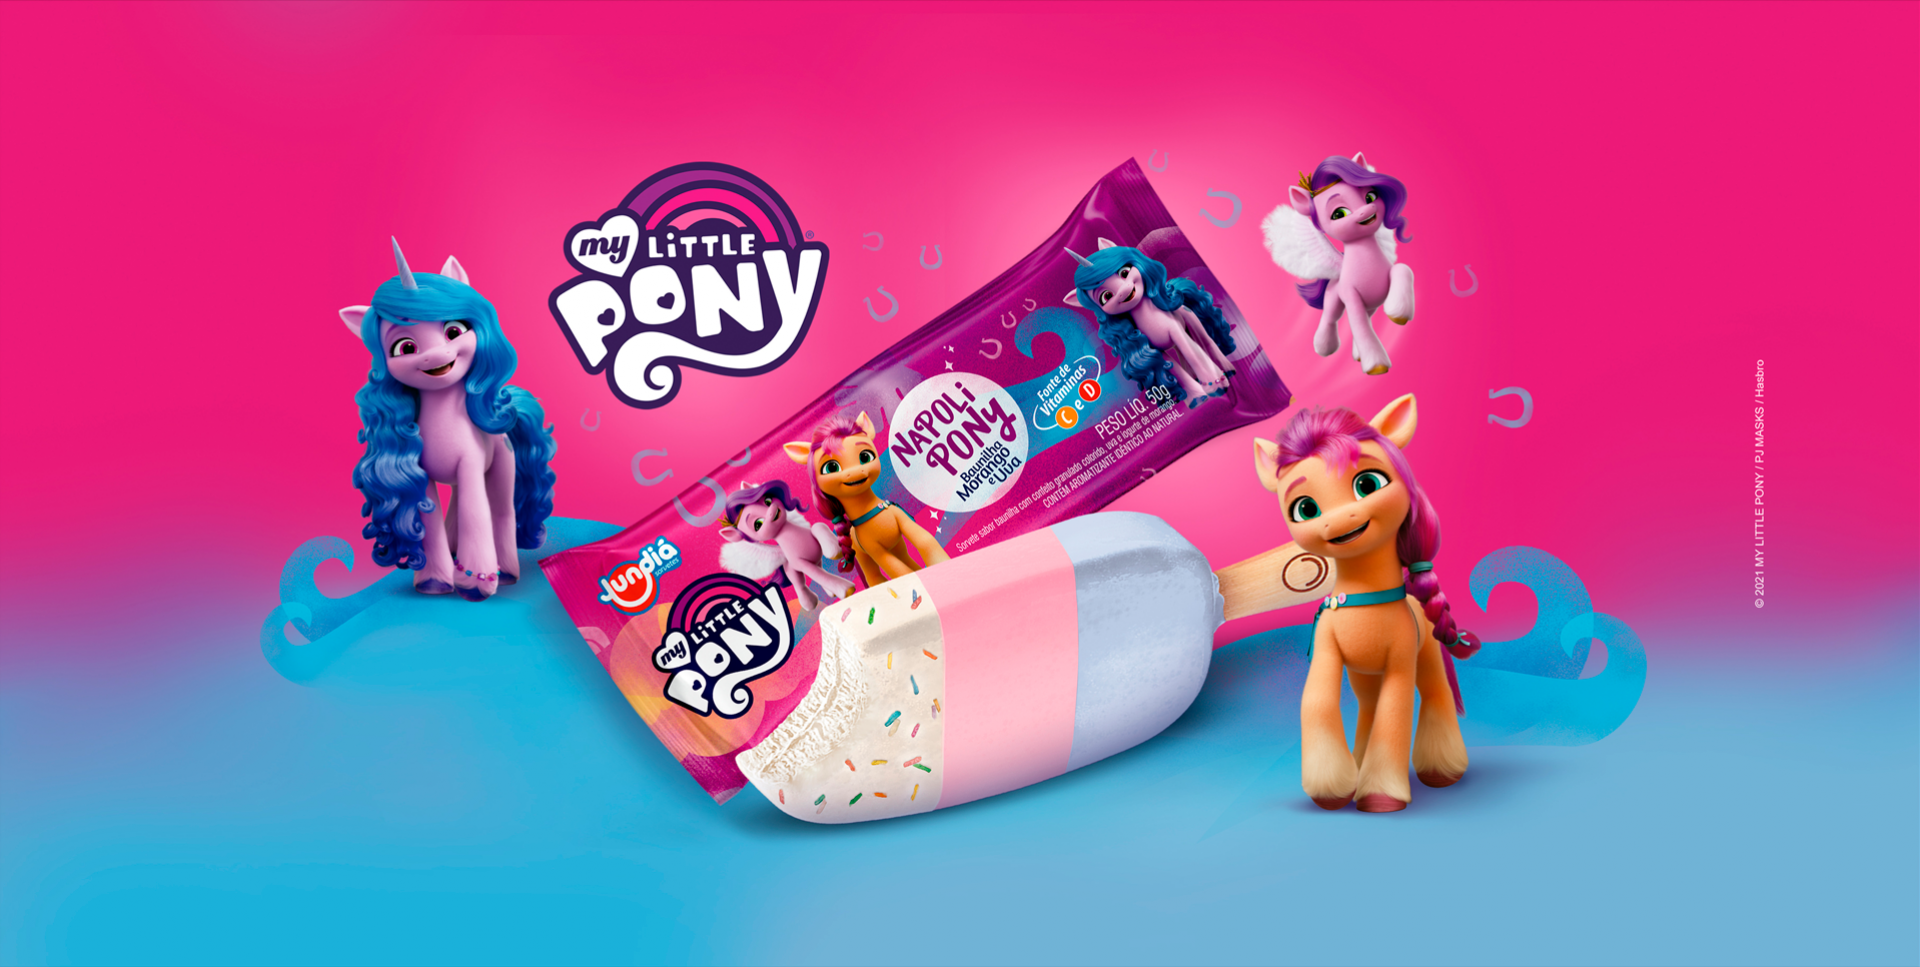 my LiTTLE
PONY
®
NAPOLi
PONY
Baunilha
Morango
e Uva
Fonte de
Vitaminas
C e D
PESO LÍQ. 50g
Sorvete sabor baunilha com confeito granulado colorido, uva e iogurte de morango.
CONTÉM AROMATIZANTE IDÊNTICO AO NATURAL.
Jundiá
sorvetes
my LiTTLE
PONY
© 2021 MY LITTLE PONY / PJ MASKS / Hasbro